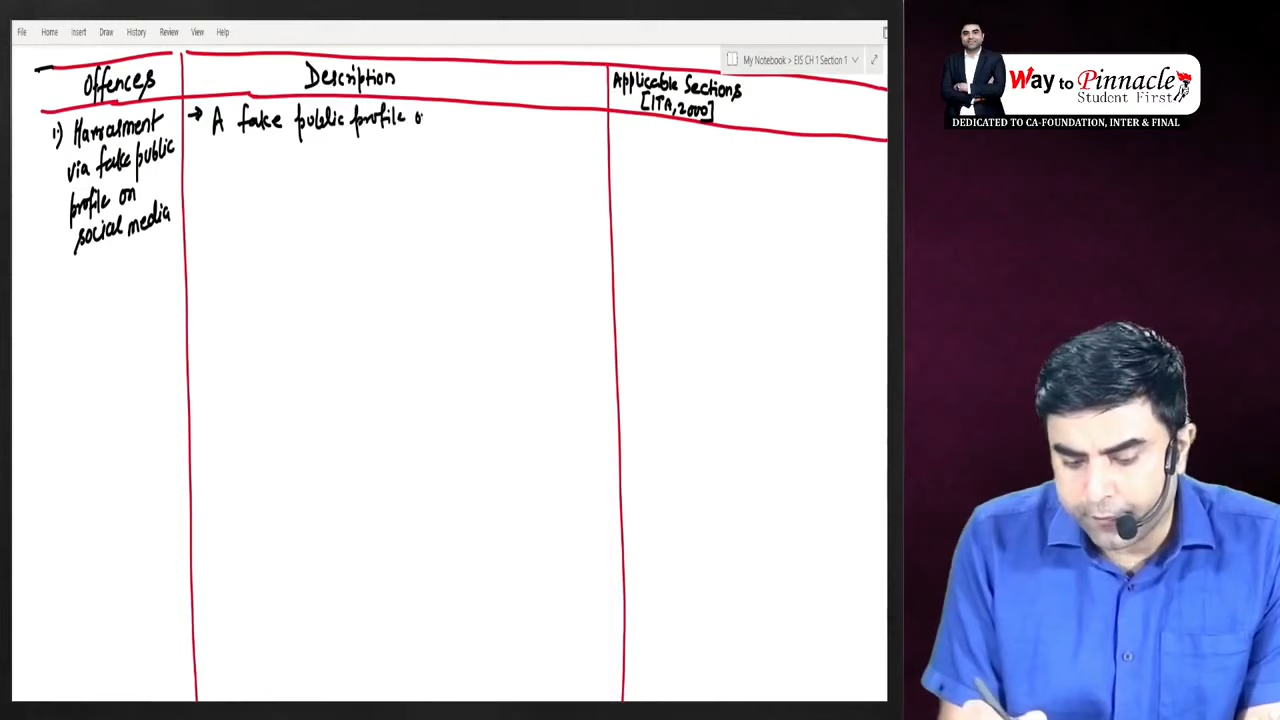 File Home Insert Draw History Review View Help
My Notebook > EIS CH 1 Section 1
Offences
Description
Applicable Sections
[ITA, 2000]
1) Harrasment
via fake public
profile on
social media
→ A fake public profile o
Way to Pinnacle
Student First
DEDICATED TO CA-FOUNDATION, INTER & FINAL